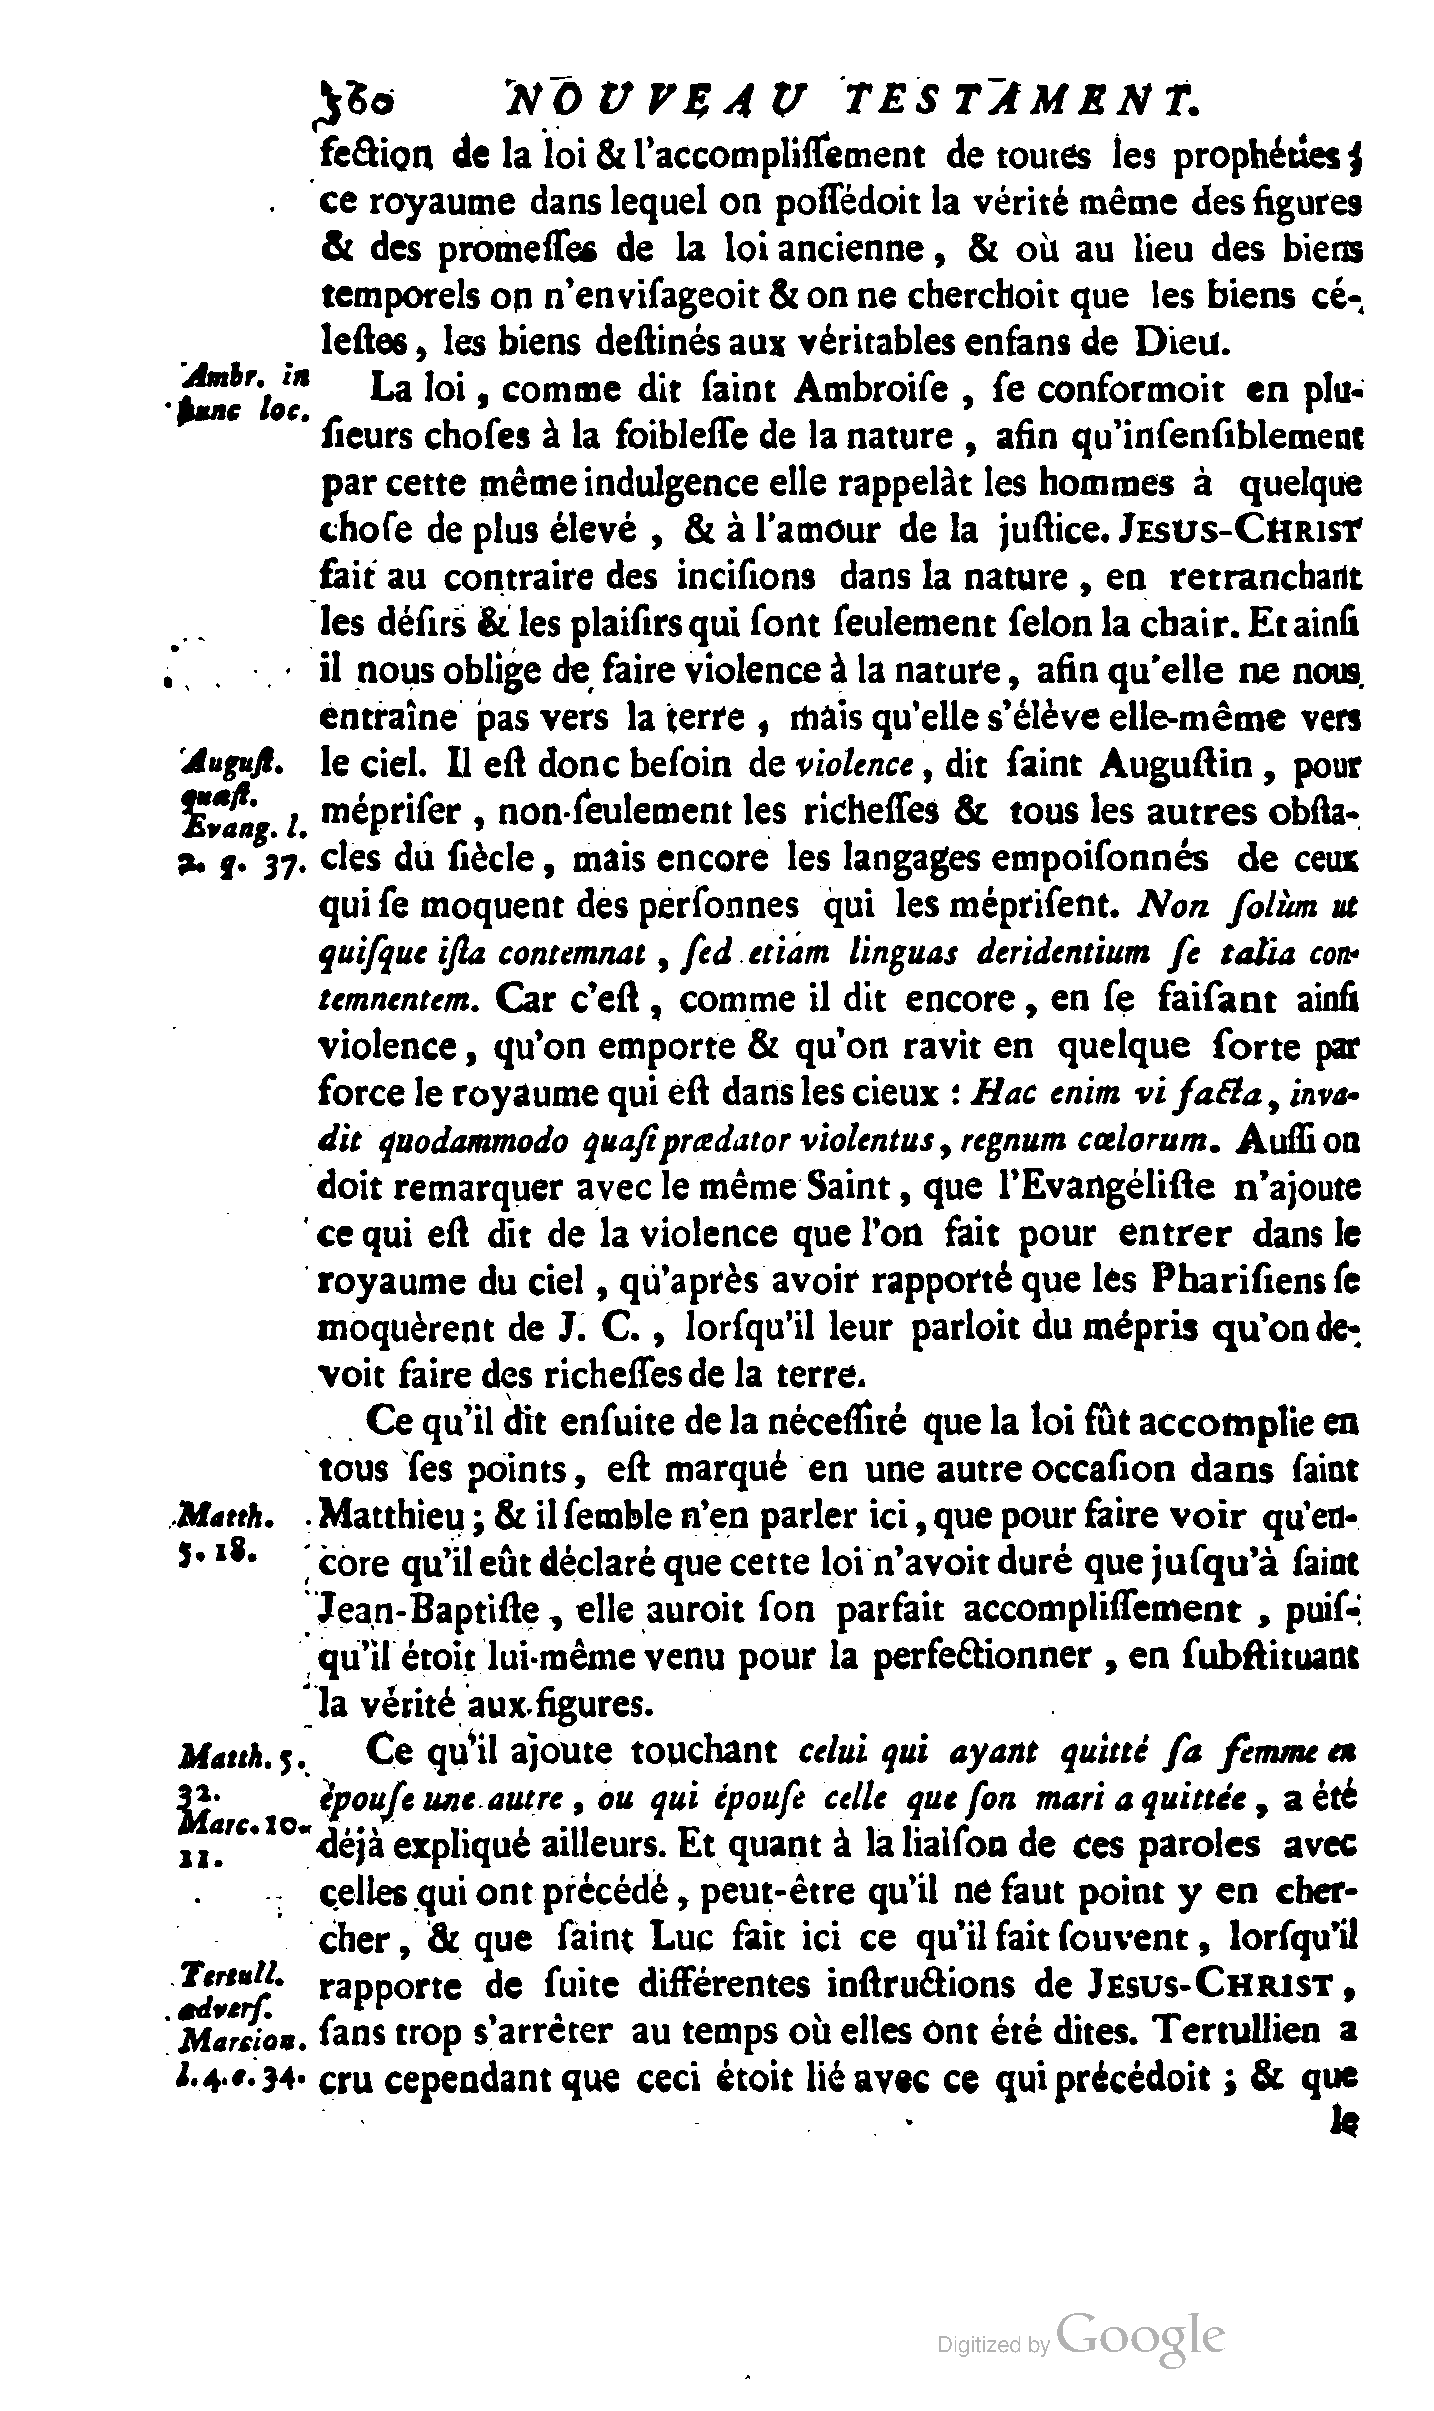 360 NOUVEAU TESTAMENT.
fection de la loi & l'accompliſſement de toutes les prophéties ;
ce royaume dans lequel on poſſédoit la vérité même des figures
& des promeſſes de la loi ancienne, & où au lieu des biens
temporels on n'enviſageoit & on ne cherchoit que les biens cé-
leſtes, les biens deſtinés aux véritables enfans de Dieu.
Ambr. in
hunc loc.
La loi, comme dit ſaint Ambroiſe, ſe conformoit en plu-
ſieurs choſes à la foibleſſe de la nature, afin qu'inſenſiblement
par cette même indulgence elle rappelât les hommes à quelque
choſe de plus élevé, & à l'amour de la juſtice. JESUS-CHRIST
fait au contraire des inciſions dans la nature, en retranchant
les déſirs & les plaiſirs qui ſont ſeulement ſelon la chair. Et ainſi
il nous oblige de faire violence à la nature, afin qu'elle ne nous
entraîne pas vers la terre, mais qu'elle s'élève elle-même vers
Auguſt.
quæſt.
Evang. l.
2. q. 37.
le ciel. Il eſt donc beſoin de violence, dit ſaint Auguſtin, pour
mépriſer, non-ſeulement les richeſſes & tous les autres obſta-
cles du ſiècle, mais encore les langages empoiſonnés de ceux
qui ſe moquent des perſonnes qui les mépriſent. Non ſolùm ut
quiſque iſta contemnat, ſed etiam linguas deridentium ſe talia con-
temnentem. Car c'eſt, comme il dit encore, en ſe faiſant ainſi
violence, qu'on emporte & qu'on ravit en quelque ſorte par
force le royaume qui eſt dans les cieux : Hac enim vi facta, inva-
dit quodammodo quaſi prædator violentus, regnum cœlorum. Auſſi on
doit remarquer avec le même Saint, que l'Evangéliſte n'ajoute
ce qui eſt dit de la violence que l'on fait pour entrer dans le
royaume du ciel, qu'après avoir rapporté que les Phariſiens ſe
moquèrent de J. C., lorſqu'il leur parloit du mépris qu'on de-
voit faire des richeſſes de la terre.
Ce qu'il dit enſuite de la néceſſité que la loi fût accomplie en
tous ſes points, eſt marqué en une autre occaſion dans ſaint
Matth.
5. 18.
Matthieu ; & il ſemble n'en parler ici, que pour faire voir qu'en-
core qu'il eût déclaré que cette loi n'avoit duré que juſqu'à ſaint
Jean-Baptiſte, elle auroit ſon parfait accompliſſement, puiſ-
qu'il étoit lui-même venu pour la perfectionner, en ſubſtituant
la vérité aux figures.
Matth. 5.
32.
Marc. 10.
11.
Ce qu'il ajoute touchant celui qui ayant quitté ſa femme en
épouſe une autre, ou qui épouſe celle que ſon mari a quittée, a été
déjà expliqué ailleurs. Et quant à la liaiſon de ces paroles avec
celles qui ont précédé, peut-être qu'il ne faut point y en cher-
cher, & que ſaint Luc fait ici ce qu'il fait ſouvent, lorſqu'il
Tertull.
adverſ.
Marcion.
l. 4. c. 34.
rapporte de ſuite différentes inſtructions de JESUS-CHRIST,
ſans trop s'arrêter au temps où elles ont été dites. Tertullien a
cru cependant que ceci étoit lié avec ce qui précédoit ; & que
le
Digitized by Google